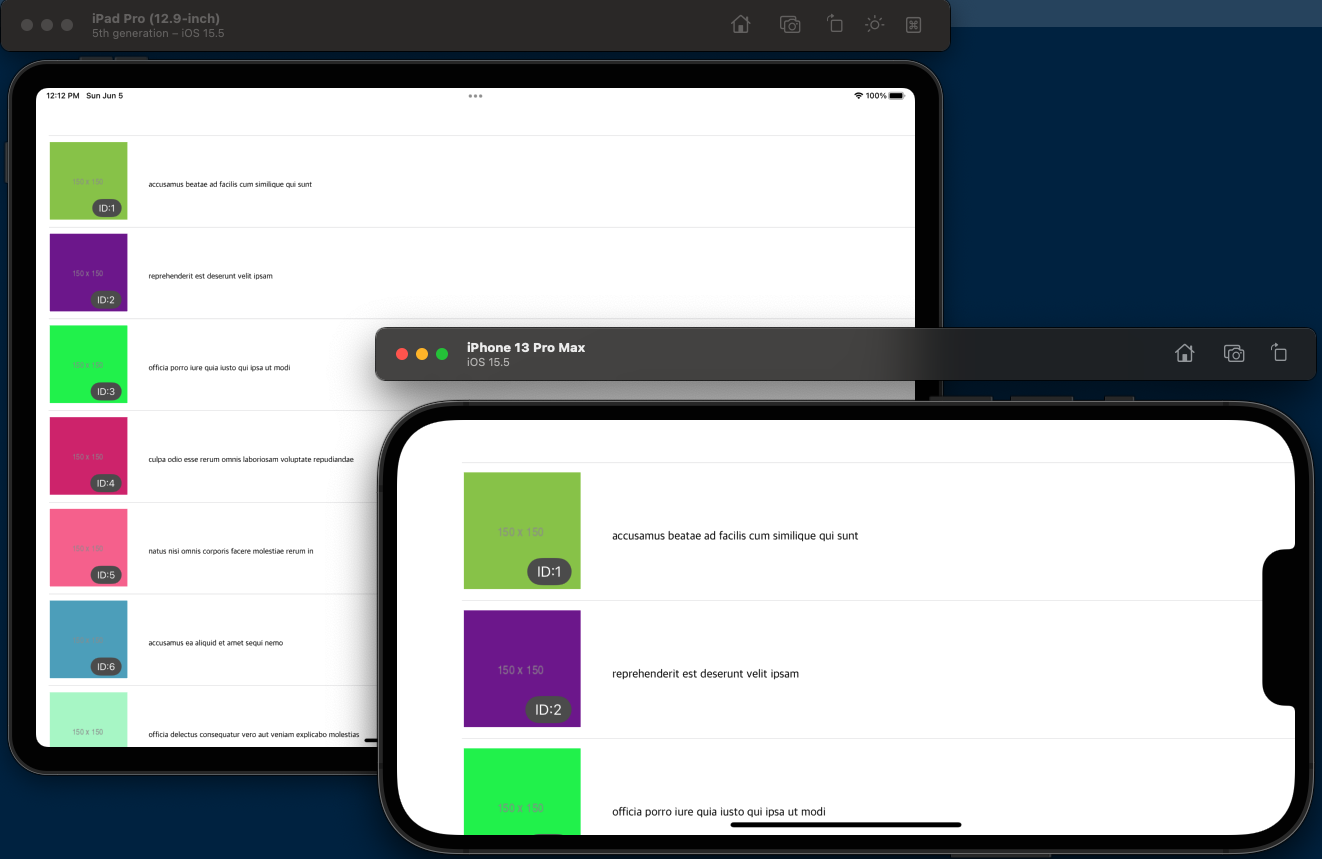 iPad Pro (12.9-inch)
5th generation – iOS 15.5
12:12 PM Sun Jun 5
100%
150 x 150
ID:1
accusamus beatae ad facilis cum similique qui sunt
150 x 150
ID:2
reprehenderit est deserunt velit ipsam
150 x 150
ID:3
officia porro iure quia iusto qui ipsa ut modi
150 x 150
ID:4
culpa odio esse rerum omnis laboriosam voluptate repudiandae
150 x 150
ID:5
natus nisi omnis corporis facere molestiae rerum in
ID:6
accusamus ea aliquid et amet sequi nemo
150 x 150
officia delectus consequatur vero aut veniam explicabo molestias
iPhone 13 Pro Max
iOS 15.5
150 x 150
ID:1
accusamus beatae ad facilis cum similique qui sunt
150 x 150
ID:2
reprehenderit est deserunt velit ipsam
150 x 150
officia porro iure quia iusto qui ipsa ut modi